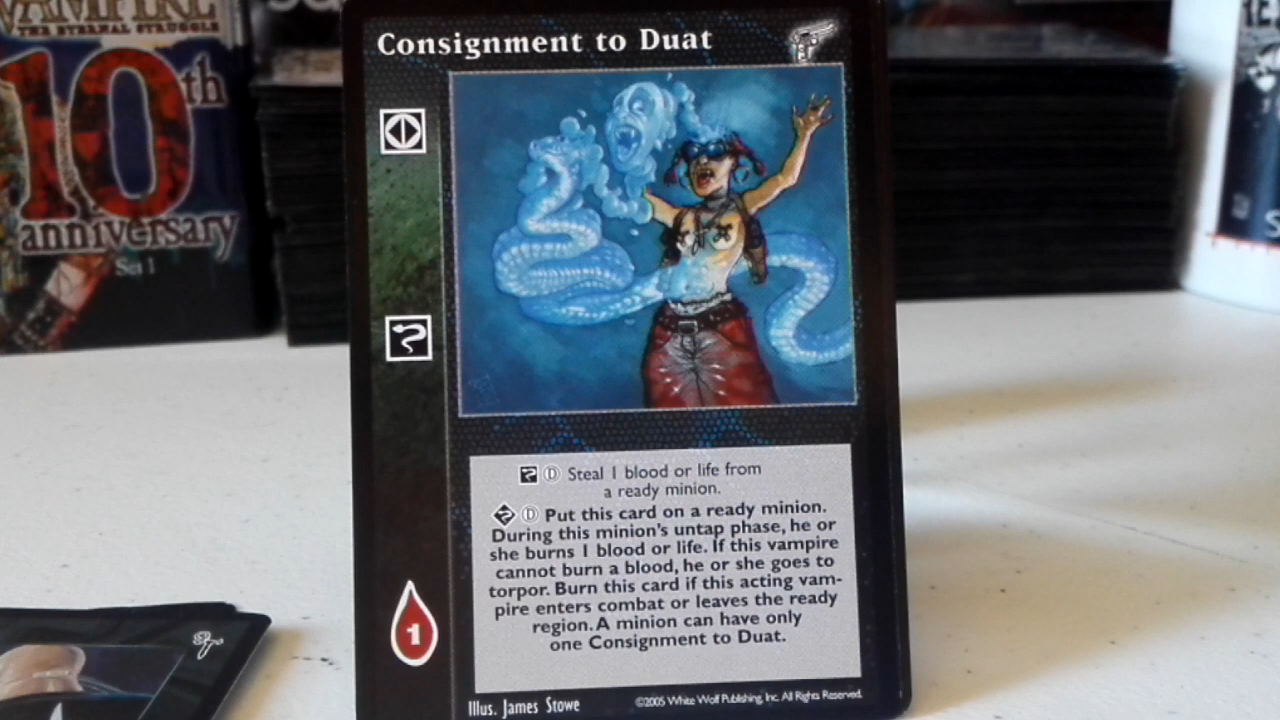 VAMPIRE
THE ETERNAL STRUGGLE
10th
anniversary
Set 1
Consignment to Duat
D Steal 1 blood or life from
a ready minion.
D Put this card on a ready minion.
During this minion's untap phase, he or
she burns 1 blood or life. If this vampire
cannot burn a blood, he or she goes to
torpor. Burn this card if this acting vam-
pire enters combat or leaves the ready
region. A minion can have only
one Consignment to Duat.
1
Illus. James Stowe
©2005 White Wolf Publishing, Inc. All Rights Reserved.